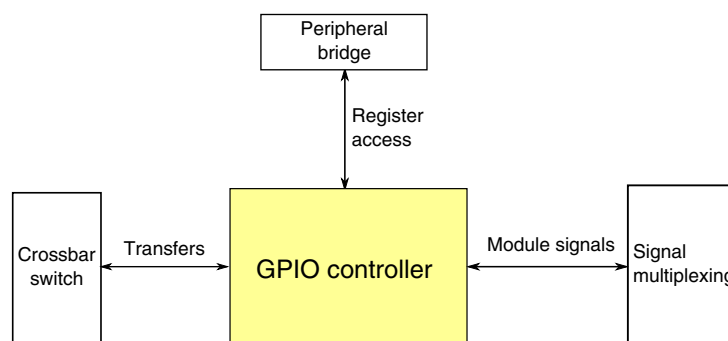 Peripheral
bridge
Register
access
Crossbar
switch
Transfers
GPIO controller
Module signals
Signal
multiplexing